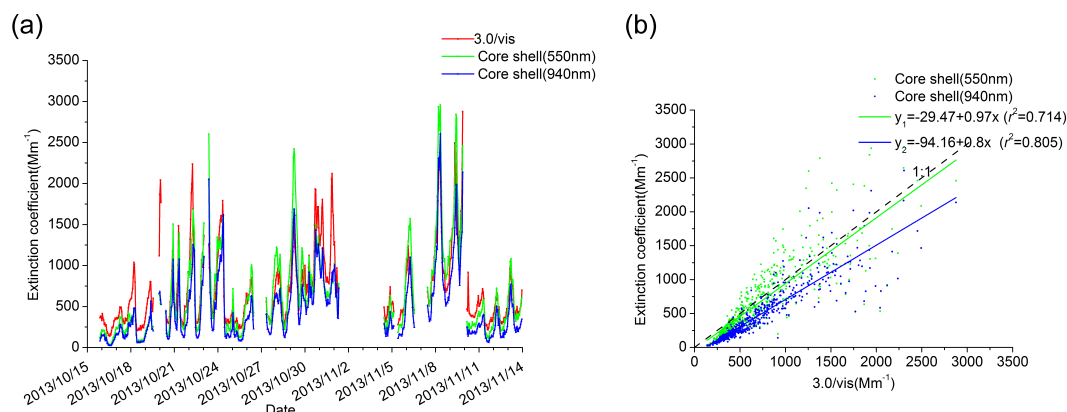 (a)
3.0/vis
Core shell(550nm)
Core shell(940nm)
3500
3000
2500
2000
1500
1000
500
0
Extinction coefficient(Mm⁻¹)
2013/10/15
2013/10/18
2013/10/21
2013/10/24
2013/10/27
2013/10/30
2013/11/2
2013/11/5
2013/11/8
2013/11/11
2013/11/14
Date
(b)
Core shell(550nm)
Core shell(940nm)
y₁=-29.47+0.97x (r²=0.714)
y₂=-94.16+0.8x (r²=0.805)
1:1
3500
3000
2500
2000
1500
1000
500
0
Extinction coefficient(Mm⁻¹)
0
500
1000
1500
2000
2500
3000
3500
3.0/vis(Mm⁻¹)